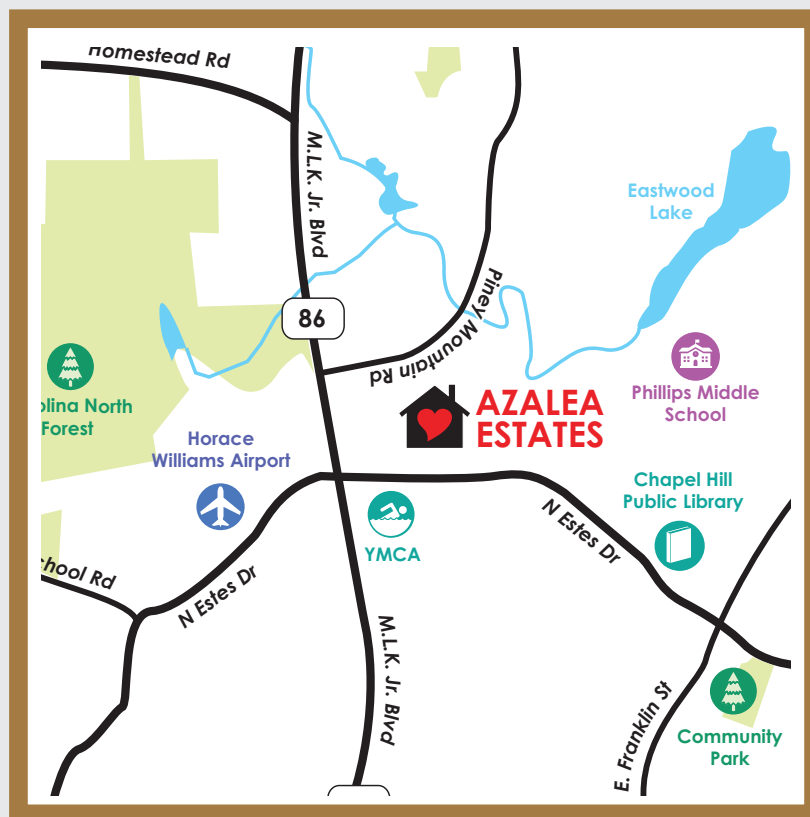 Homestead Rd
M.L.K. Jr. Blvd
Eastwood
Lake
86
Piney Mountain Rd
Phillips Middle
School
olina North
Forest
AZALEA
ESTATES
Horace
Williams Airport
Chapel Hill
Public Library
N Estes Dr
YMCA
chool Rd
N Estes Dr
M.L.K. Jr. Blvd
E. Franklin St
Community
Park